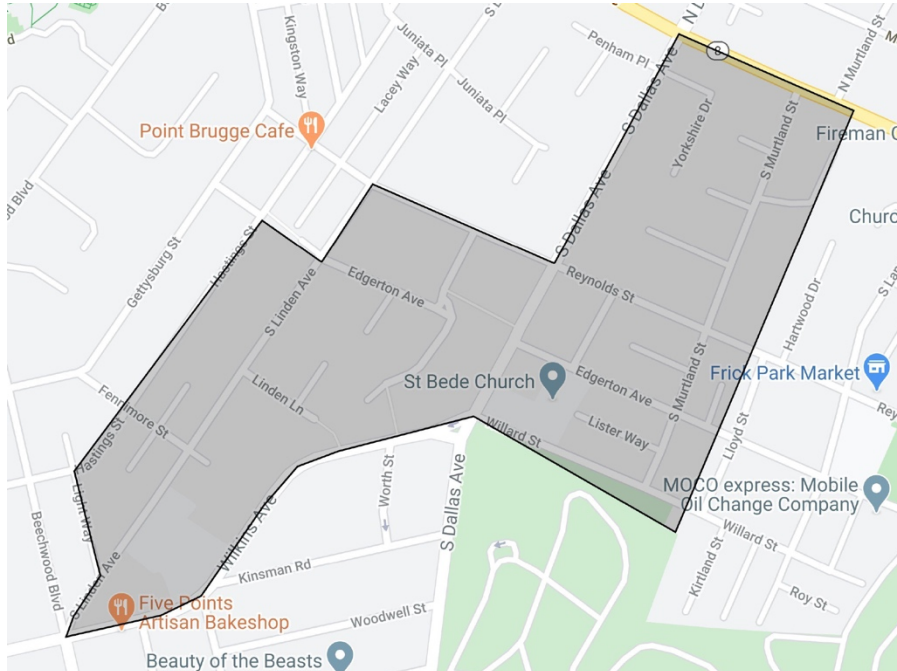 Juniata Pl
Kingston Way
Lacey Way
Penham Pl
8
N Murtland St
Point Brugge Cafe
Juniata Pl
S Dallas Ave
Yorkshire Dr
S Murtland St
Gettysburg St
Hastings St
S Linden Ave
Edgerton Ave
S Dallas Ave
Reynolds St
Hartwood Dr
Linden Ln
St Bede Church
Edgerton Ave
S Murtland St
Frick Park Market
Fennimore St
Hastings St
Willard St
Lister Way
Lloyd St
MOCO express: Mobile
Oil Change Company
Light Way
Worth St
S Dallas Ave
Beechwood Blvd
Wilkins Ave
Willard St
Kinsman Rd
Kirtland St
Roy St
S Linden Ave
Five Points
Artisan Bakeshop
Woodwell St
Beauty of the Beasts